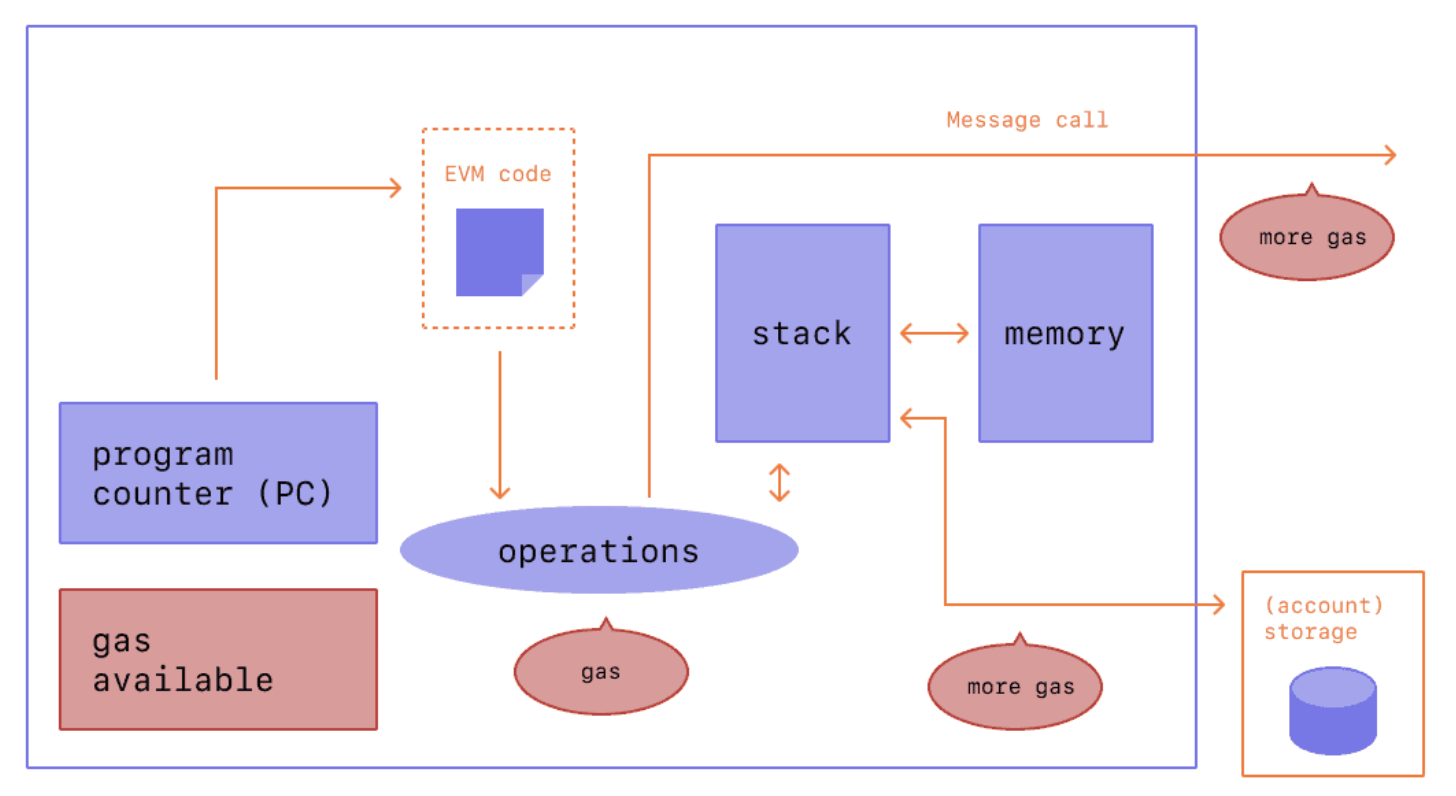 Message call
EVM code
more gas
stack
memory
program
counter (PC)
operations
(account)
storage
gas
available
gas
more gas